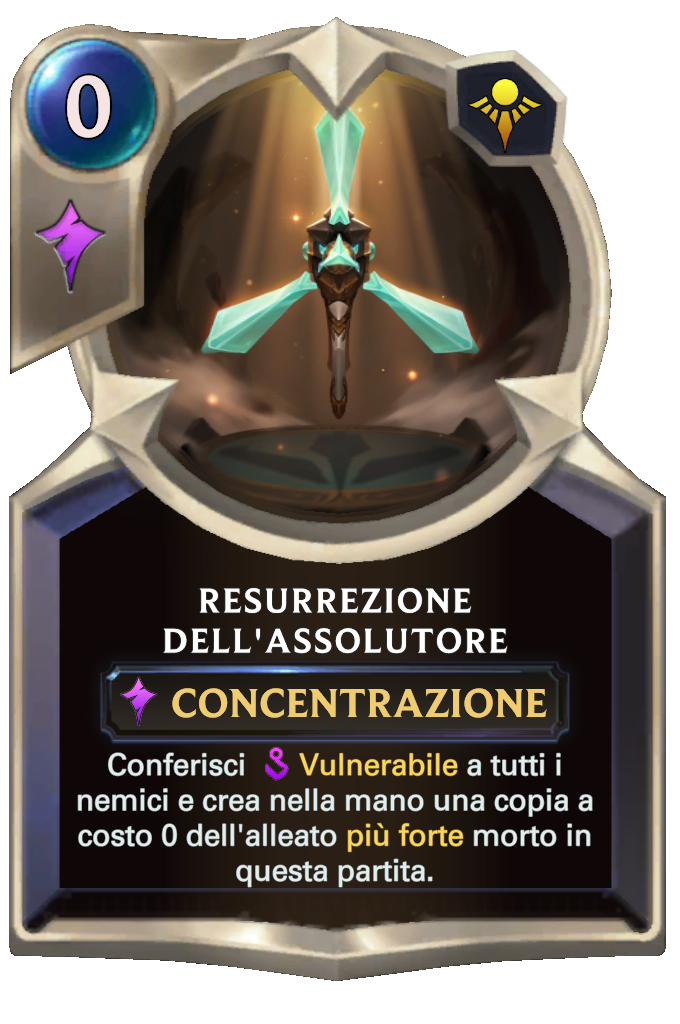 0
RESURREZIONE
DELL'ASSOLUTORE
CONCENTRAZIONE
Conferisci Vulnerabile a tutti i
nemici e crea nella mano una copia a
costo 0 dell'alleato più forte morto in
questa partita.